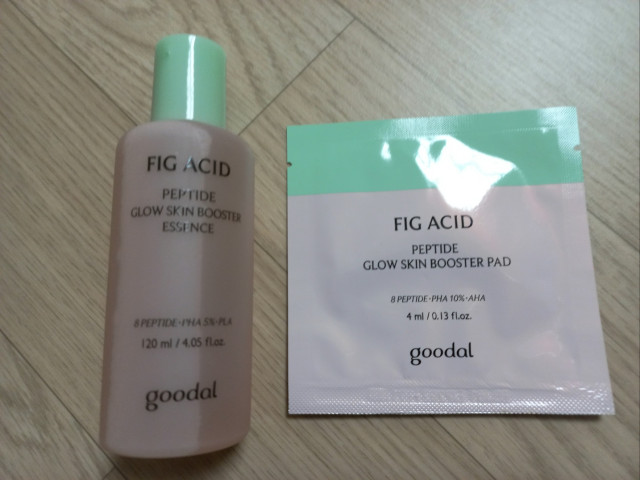 FIG ACID
PEPTIDE
GLOW SKIN BOOSTER
ESSENCE
8 PEPTIDE·PHA 5%·PLA
120 ml / 4.05 fl.oz.
goodal
FIG ACID
PEPTIDE
GLOW SKIN BOOSTER PAD
8 PEPTIDE·PHA 10%·AHA
4 ml / 0.13 fl.oz.
goodal